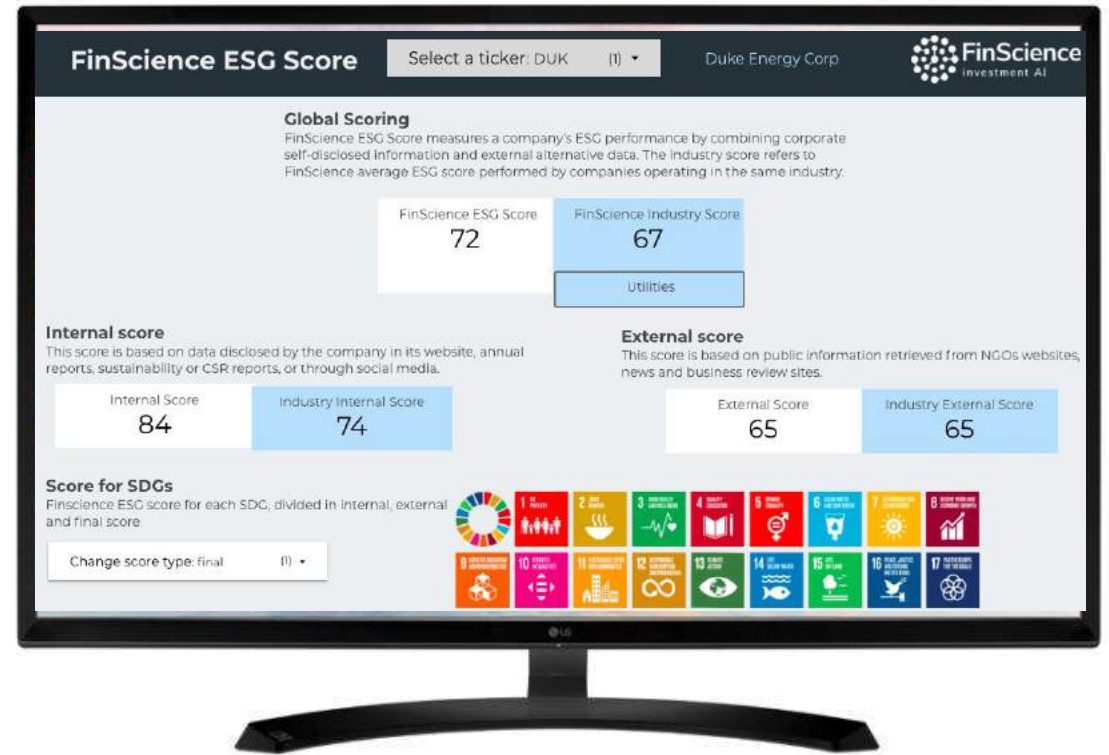 FinScience ESG Score
Select a ticker: DUK (1)
Duke Energy Corp
FinScience
investment AI
Global Scoring
FinScience ESG Score measures a company's ESG performance by combining corporate
self-disclosed information and external alternative data. The industry score refers to
FinScience average ESG score performed by companies operating in the same industry.
FinScience ESG Score
72
FinScience Industry Score
67
Utilities
Internal score
This score is based on data disclosed by the company in its website, annual
reports, sustainability or CSR reports, or through social media.
Internal Score
84
Industry Internal Score
74
External score
This score is based on public information retrieved from NGOs websites,
news and business review sites.
External Score
65
Industry External Score
65
Score for SDGs
Finscience ESG score for each SDG, divided in internal, external
and final score
Change score type: final (1)
1 NO
POVERTY
2
3
4 QUALITY
EDUCATION
5 GENDER
EQUALITY
6
7
8
9
10
11
12
13 CLIMATE
ACTION
14
15
16
17
LG